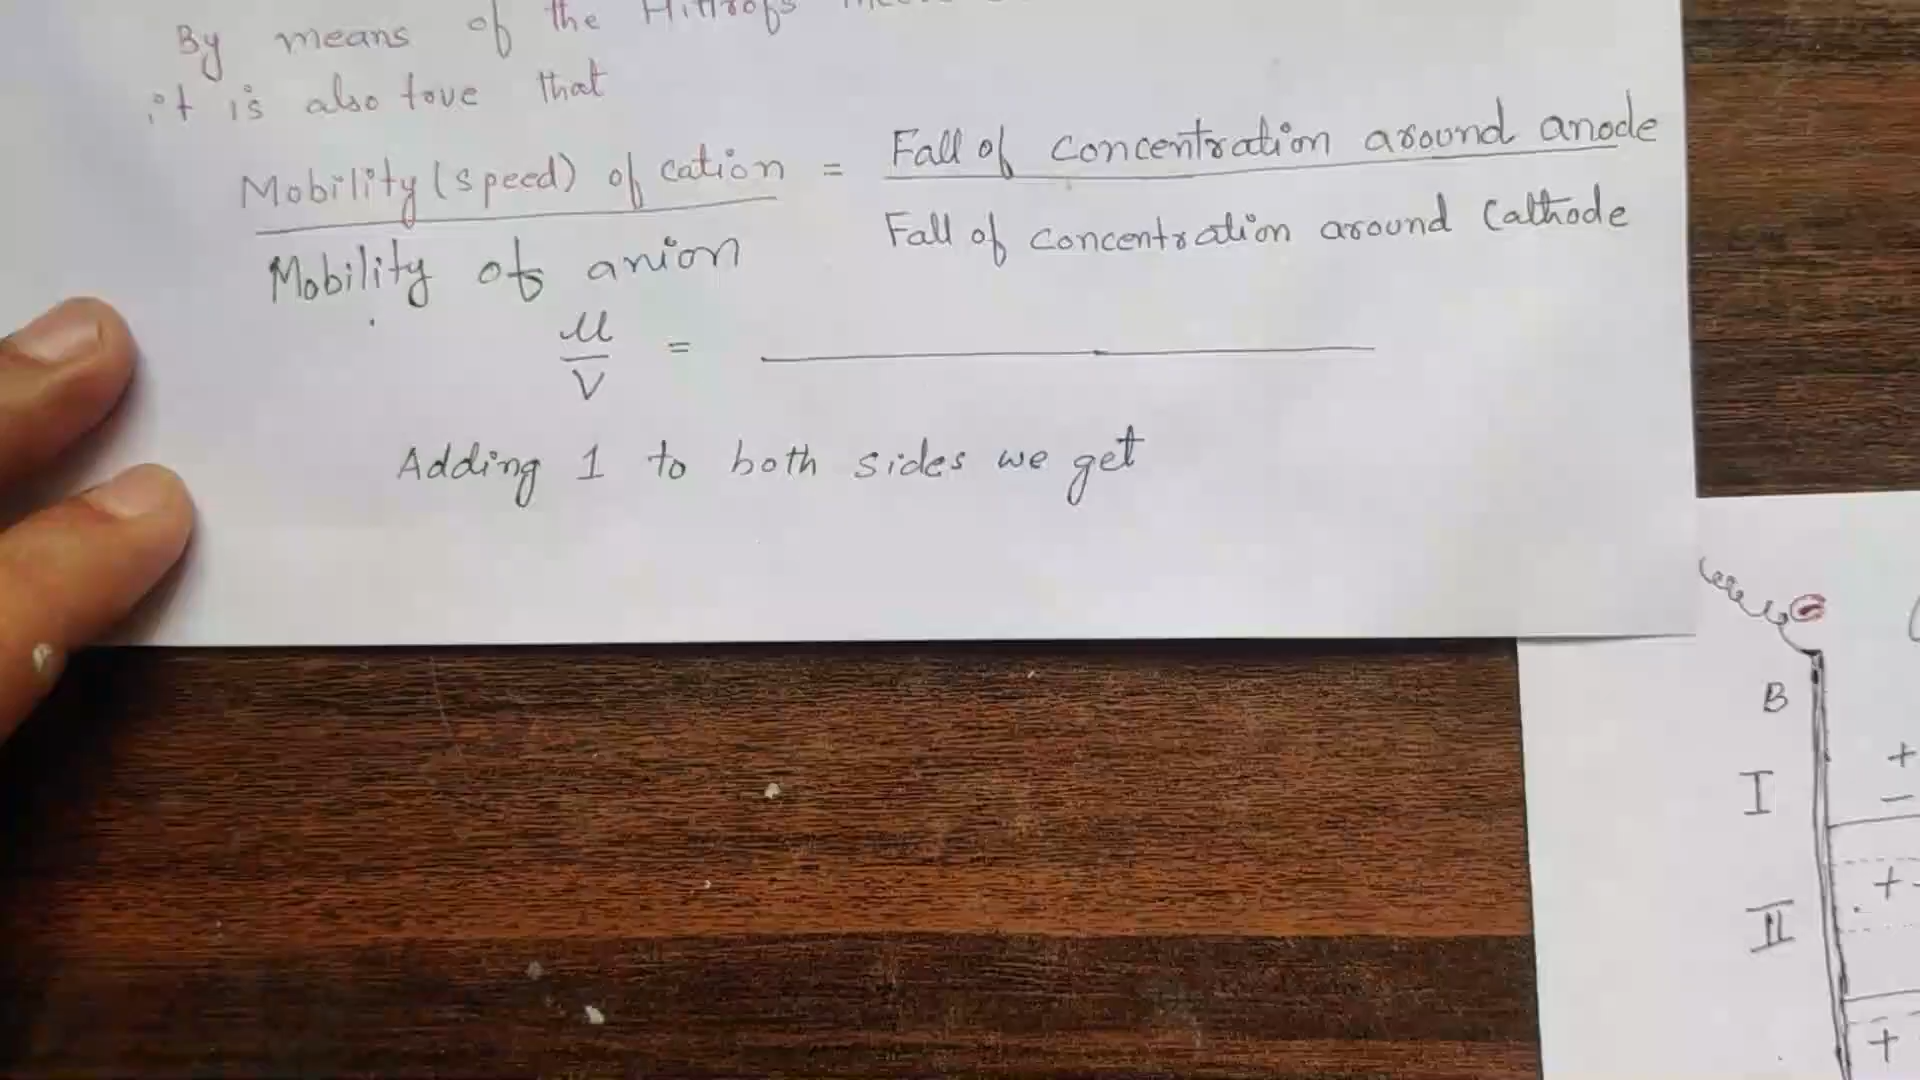 By means of the Hittrofs
it is also tove that
Mobility (speed) of cation = Fall of concentration around anode
Mobility of anion Fall of concentration around Cathode
u
— = —
v
Adding 1 to both sides we get
B
+
I
−
+
II
+